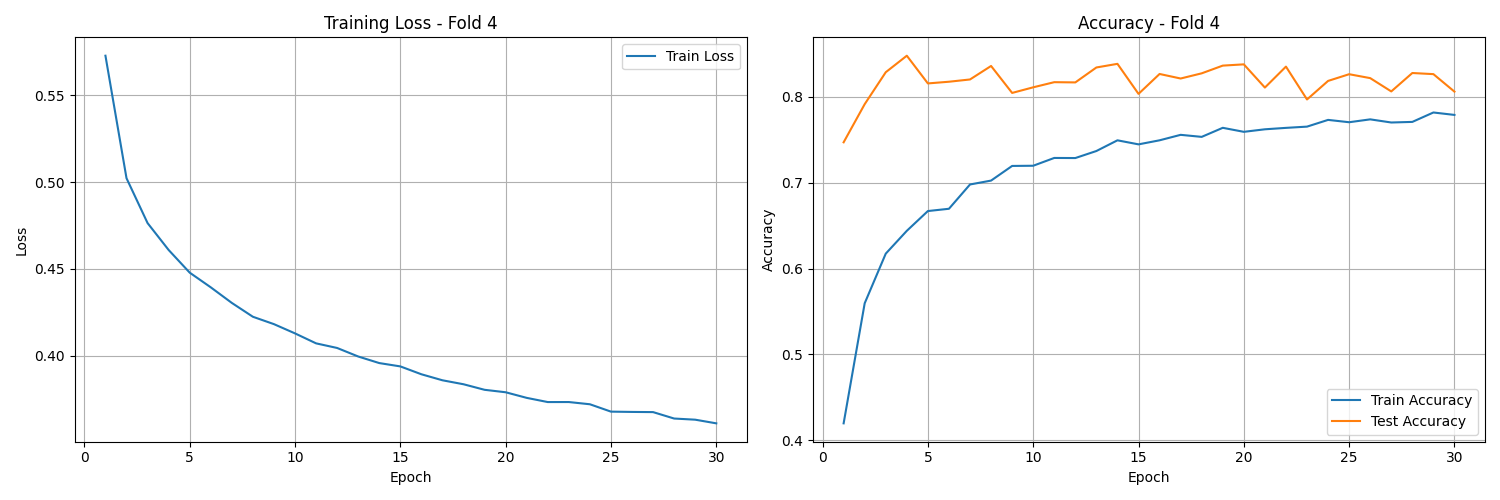 Training Loss - Fold 4
Train Loss
0.55
0.50
0.45
0.40
Loss
0 5 10 15 20 25 30
Epoch
Accuracy - Fold 4
0.8
0.7
0.6
0.5
0.4
Accuracy
Train Accuracy
Test Accuracy
0 5 10 15 20 25 30
Epoch